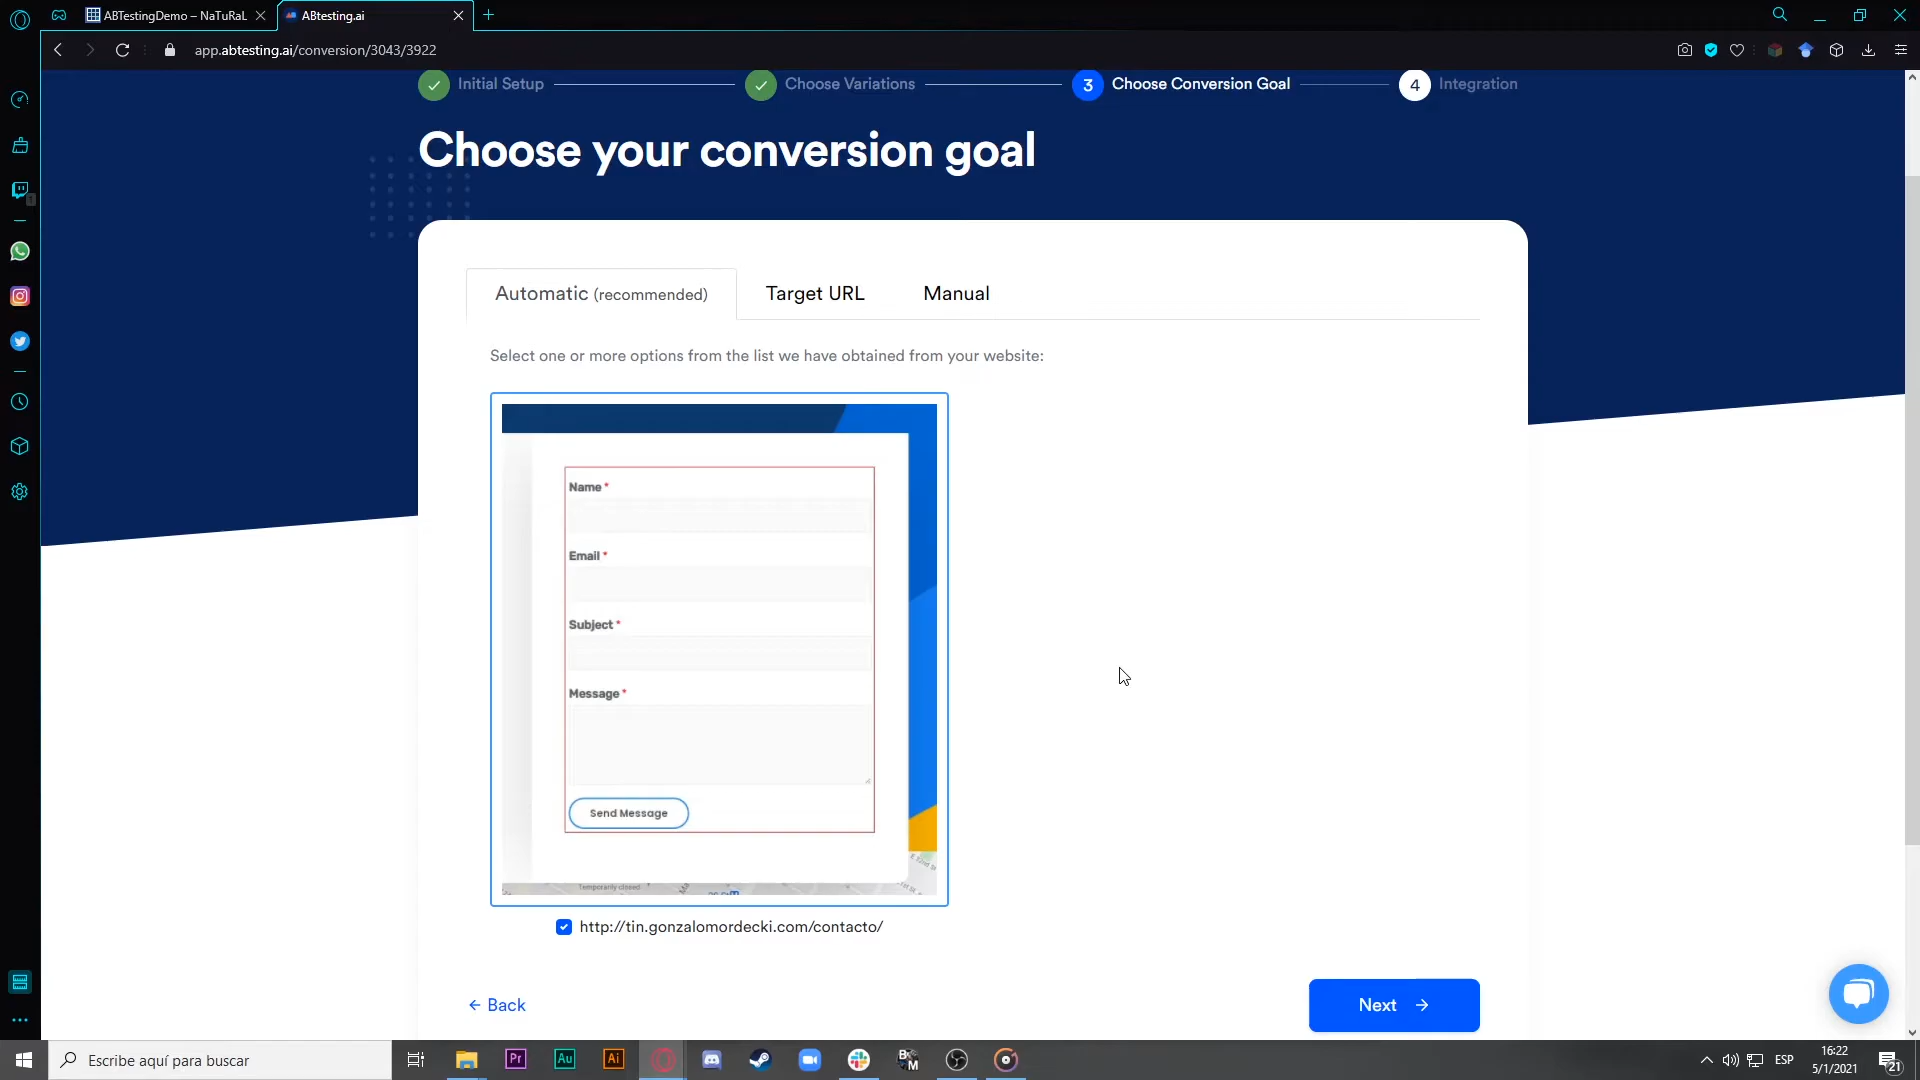 ABTestingDemo – NaTuRaL
ABtesting.ai
app.abtesting.ai/conversion/3043/3922
Initial Setup
Choose Variations
3 Choose Conversion Goal
4 Integration
Choose your conversion goal
Automatic (recommended)
Target URL
Manual
Select one or more options from the list we have obtained from your website:
Name *
Email *
Subject *
Message *
Send Message
Temporarily closed
http://tin.gonzalomordecki.com/contacto/
Back
Next
Escribe aquí para buscar
Pr
Au
Ai
ESP
16:22
5/1/2021
21